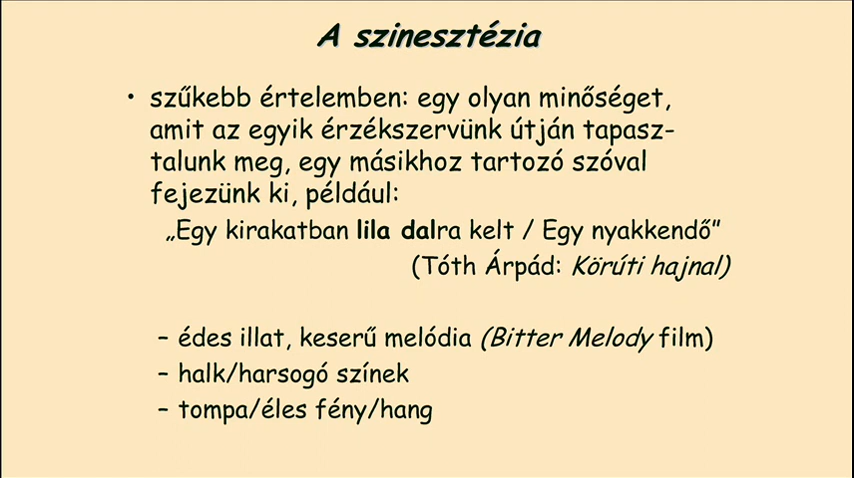 A szinesztézia
• szűkebb értelemben: egy olyan minőséget,
amit az egyik érzékszervünk útján tapasz-
talunk meg, egy másikhoz tartozó szóval
fejezünk ki, például:
„Egy kirakatban lila dalra kelt / Egy nyakkendő”
(Tóth Árpád: Körúti hajnal)
– édes illat, keserű melódia (Bitter Melody film)
– halk/harsogó színek
– tompa/éles fény/hang